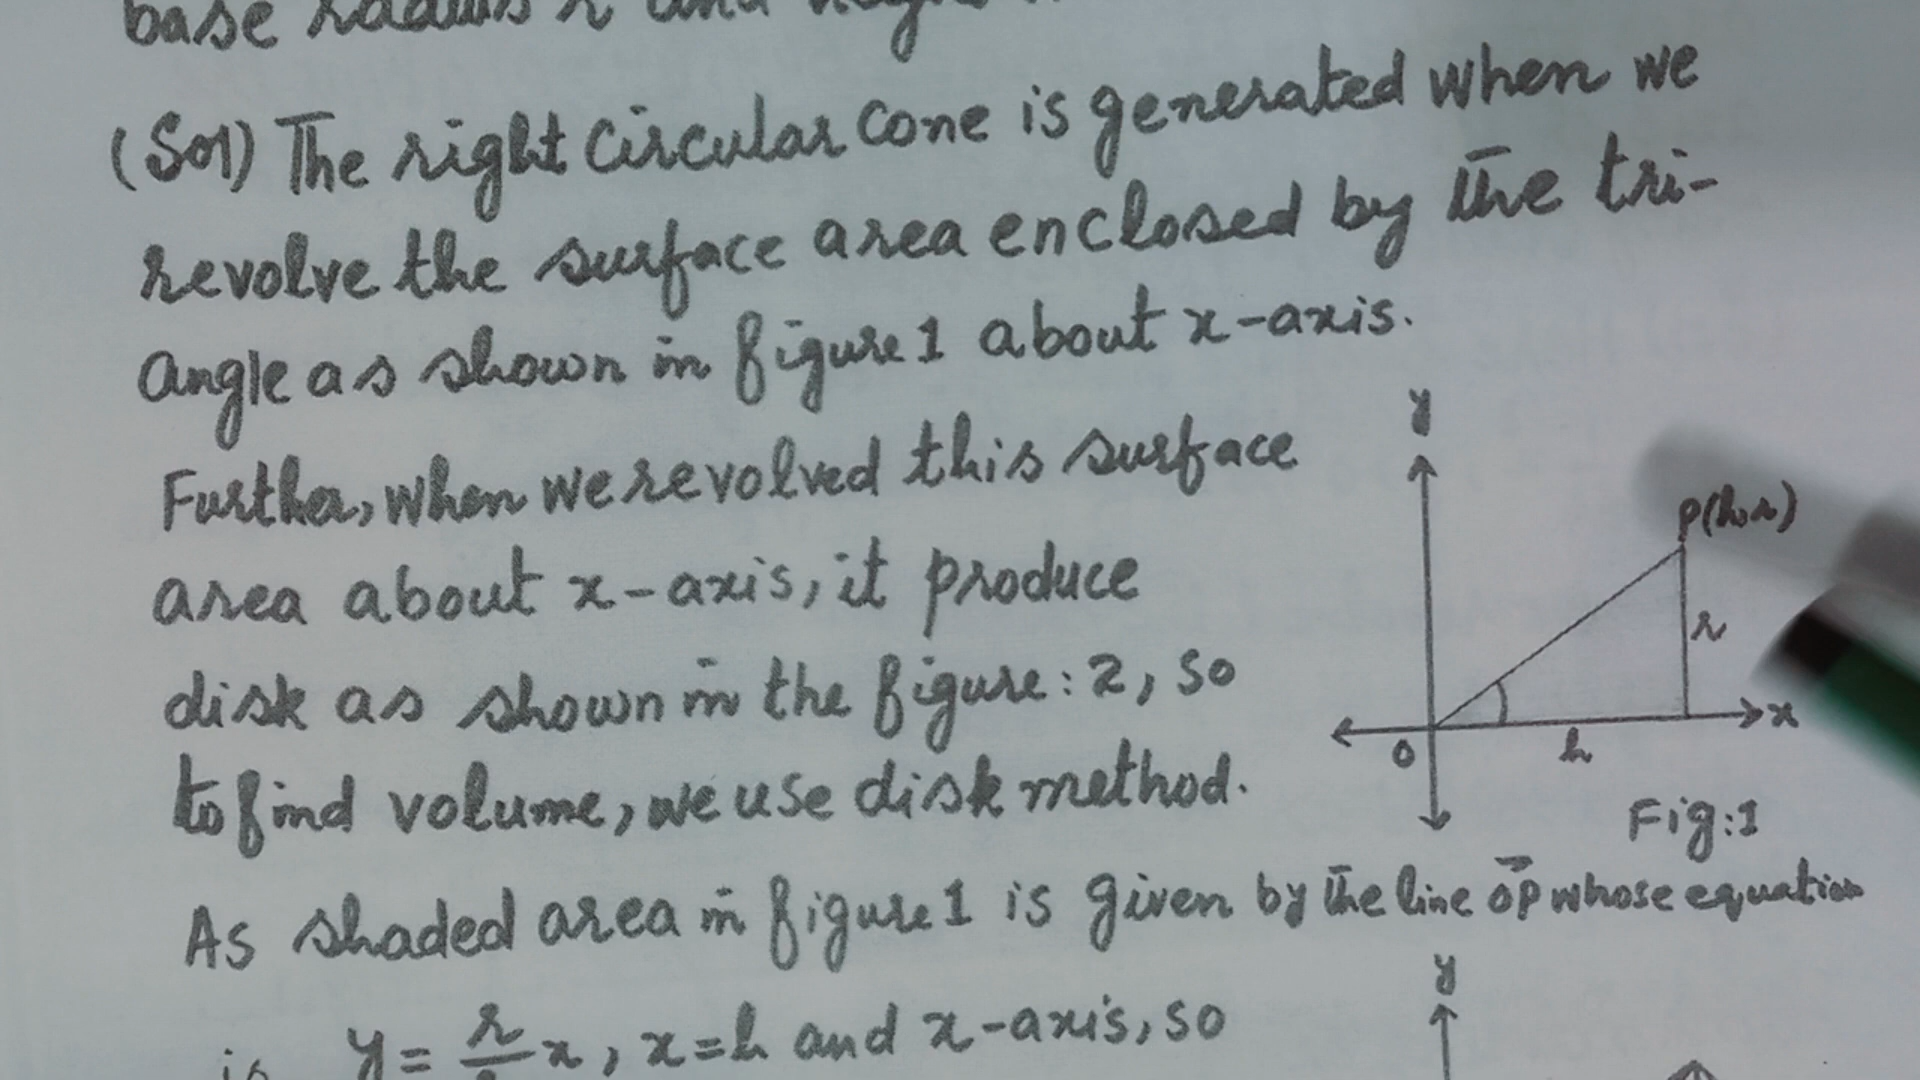 base radius r and
(Sol) The right Circular Cone is generated when we
revolve the surface area enclosed by the tri-
angle as shown in figure 1 about x-axis.
Further, when we revolved this surface
area about x-axis, it produce
disk as shown in the figure: 2, so
to find volume, we use disk method.
y
P(h,r)
r
x
O
h
Fig:1
As shaded area in figure 1 is given by the line OP whose equation
is y = r x, x=h and x-axis, so
y